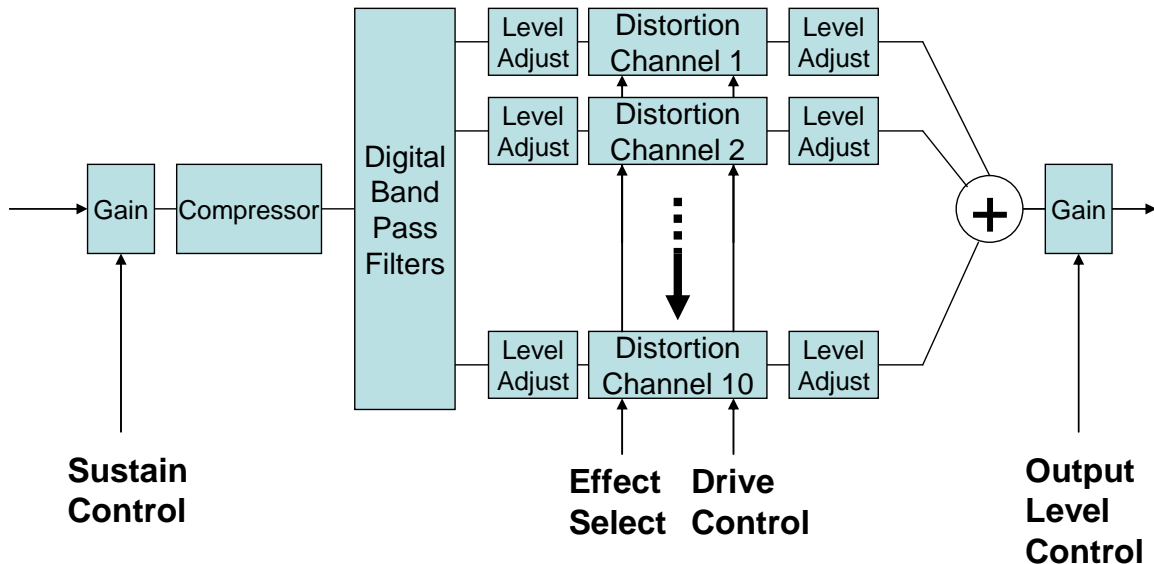 Level
Adjust
Distortion
Channel 1
Level
Adjust
Level
Adjust
Distortion
Channel 2
Level
Adjust
Gain
Compressor
Digital
Band
Pass
Filters
+
Gain
Level
Adjust
Distortion
Channel 10
Level
Adjust
Sustain
Control
Effect
Select
Drive
Control
Output
Level
Control